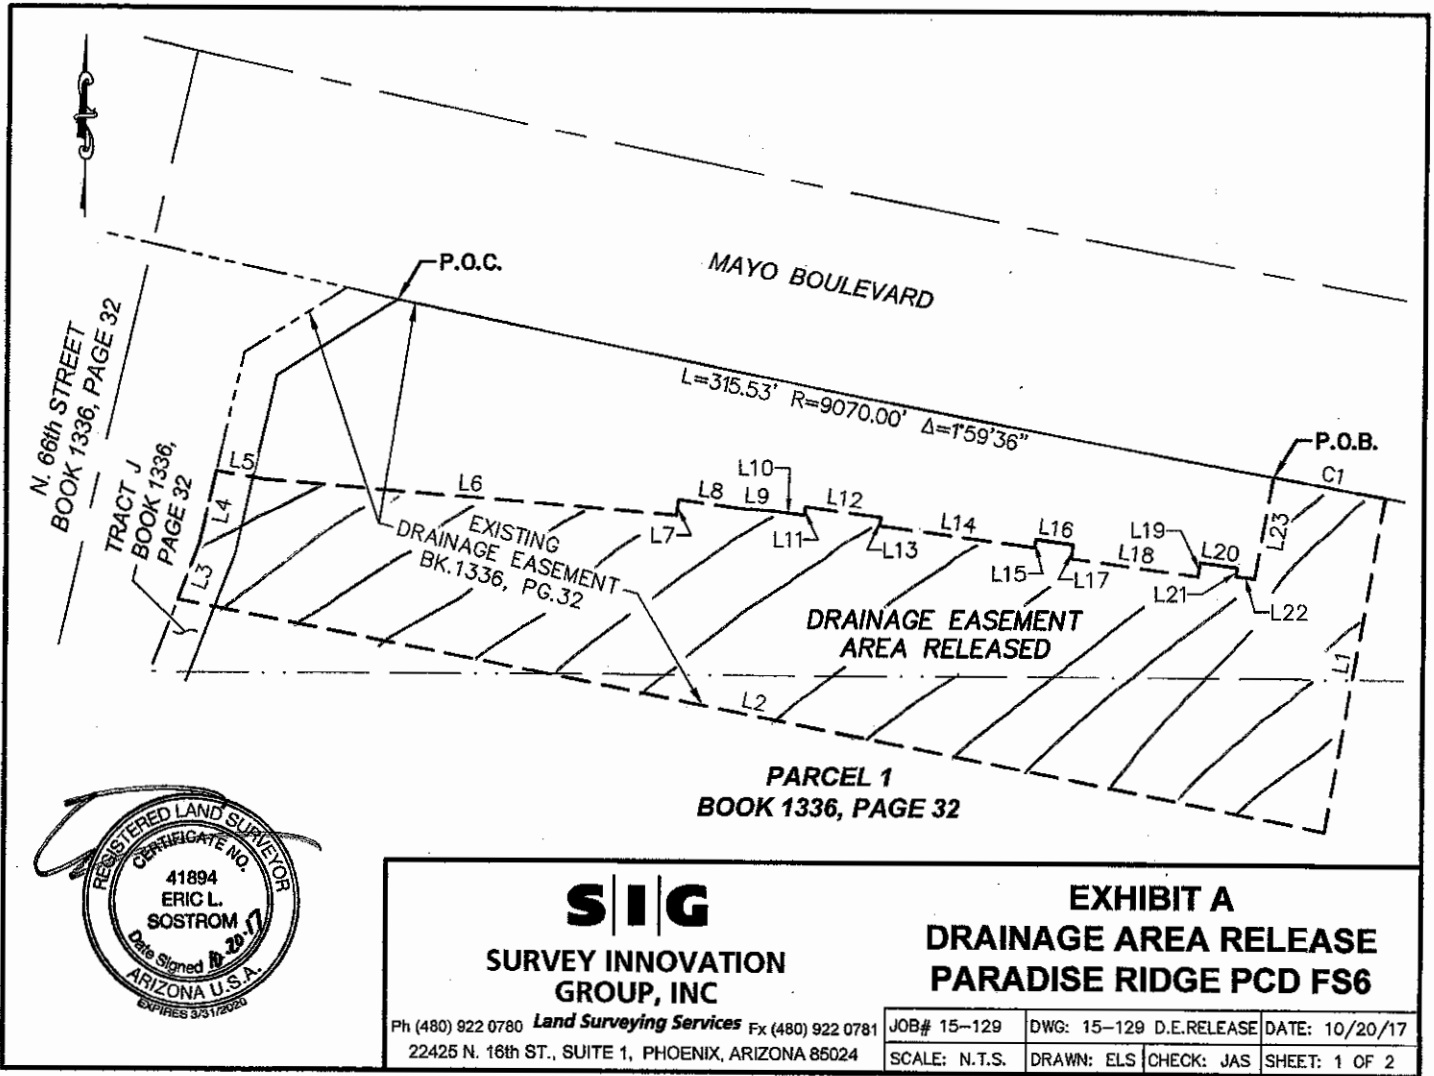 P.O.C.
MAYO BOULEVARD
N. 66th STREET
BOOK 1336, PAGE 32
TRACT J
BOOK 1336,
PAGE 32
L=315.53' R=9070.00' Δ=1°59'36"
P.O.B.
C1
L5
L4
L3
L6
L7
L8
L10
L9
L11
L12
L13
L14
L16
L15
L17
L19
L18
L20
L21
L22
L23
L1
L2
EXISTING
DRAINAGE EASEMENT
BK.1336, PG.32
DRAINAGE EASEMENT
AREA RELEASED
PARCEL 1
BOOK 1336, PAGE 32
REGISTERED LAND SURVEYOR
CERTIFICATE NO.
41894
ERIC L.
SOSTROM
Date Signed 10-20-17
ARIZONA U.S.A.
EXPIRES 3/31/2020
S|I|G
SURVEY INNOVATION
GROUP, INC
Ph (480) 922 0780 Land Surveying Services Fx (480) 922 0781
22425 N. 16th ST., SUITE 1, PHOENIX, ARIZONA 85024
EXHIBIT A
DRAINAGE AREA RELEASE
PARADISE RIDGE PCD FS6
JOB# 15-129 DWG: 15-129 D.E.RELEASE DATE: 10/20/17
SCALE: N.T.S. DRAWN: ELS CHECK: JAS SHEET: 1 OF 2